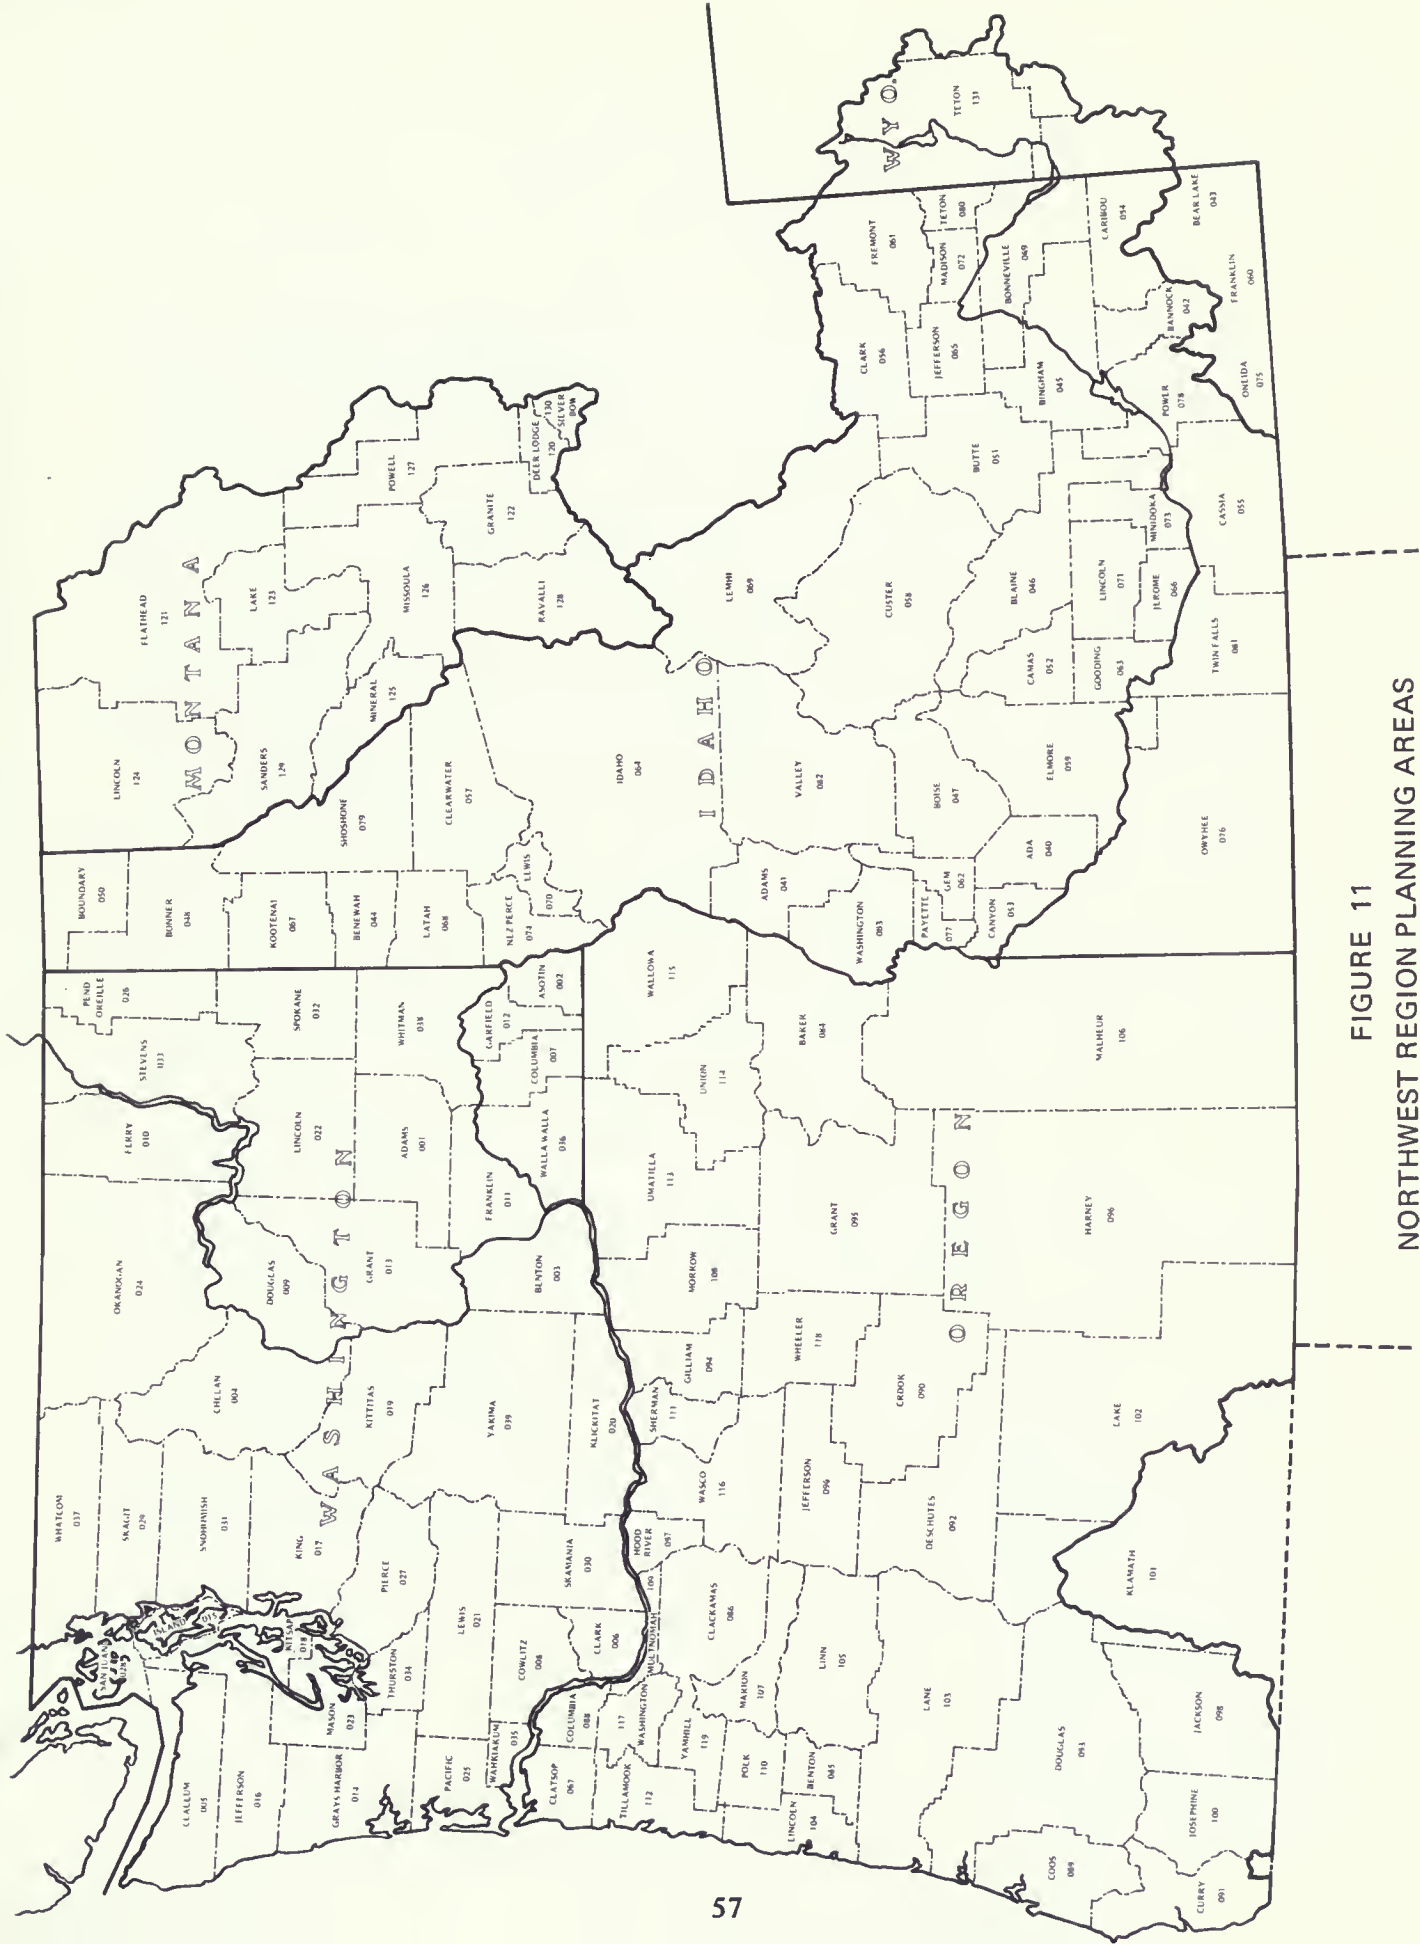 WHATCOM
037
SAN JUAN
SKAGIT
029
ISLAND
015
SNOHOMISH
031
CLALLUM
005
JEFFERSON
016
KITSAP
018
KING
017
MASON
023
GRAYS HARBOR
014
PIERCE
027
THURSTON
034
PACIFIC
025
LEWIS
021
WAHKIAKUM
035
COWLITZ
008
SKAMANIA
030
CLARK
006
OKANOGAN
024
CHELAN
004
DOUGLAS
009
KITTITAS
019
GRANT
013
YAKIMA
039
KLICKITAT
020
BENTON
003
FERRY
010
STEVENS
033
PEND
OREILLE
026
LINCOLN
022
SPOKANE
032
ADAMS
001
WHITMAN
038
FRANKLIN
011
WALLA WALLA
036
COLUMBIA
007
GARFIELD
012
ASOTIN
002
WASHINGTON
BOUNDARY
050
BONNER
048
KOOTENAI
067
BENEWAH
044
LATAH
068
SHOSHONE
079
CLEARWATER
057
NEZ PERCE
074
LEWIS
070
IDAHO
064
IDAHO
ADAMS
041
VALLEY
082
WASHINGTON
083
PAYETTE
077
GEM
062
BOISE
047
CANYON
053
ADA
040
ELMORE
059
OWYHEE
076
LEMHI
069
CUSTER
058
CAMAS
052
BLAINE
046
GOODING
063
LINCOLN
071
JEROME
066
MINIDOKA
073
TWIN FALLS
081
CASSIA
055
BUTTE
051
CLARK
056
FREMONT
061
JEFFERSON
065
MADISON
072
TETON
080
BONNEVILLE
049
BINGHAM
045
POWER
078
BANNOCK
042
CARIBOU
054
BEAR LAKE
043
FRANKLIN
060
ONEIDA
075
LINCOLN
124
FLATHEAD
121
MONTANA
SANDERS
129
LAKE
123
MINERAL
125
MISSOULA
126
POWELL
127
GRANITE
122
DEER LODGE
120
SILVER
BOW
130
RAVALLI
128
WYO.
TETON
131
CLATSOP
087
COLUMBIA
088
TILLAMOOK
112
WASHINGTON
117
MULTNOMAH
109
HOOD
RIVER
097
YAMHILL
119
CLACKAMAS
086
POLK
110
MARION
107
LINCOLN
104
BENTON
085
LINN
105
LANE
103
DOUGLAS
093
COOS
089
CURRY
091
JOSEPHINE
100
JACKSON
098
KLAMATH
101
SHERMAN
111
WASCO
116
GILLIAM
094
MORROW
108
UMATILLA
113
UNION
114
WALLOWA
115
BAKER
084
WHEELER
118
GRANT
095
JEFFERSON
CROOK
090
DESCHUTES
092
LAKE
102
HARNEY
096
MALHEUR
106
OREGON
FIGURE 11
NORTHWEST REGION PLANNING AREAS
57